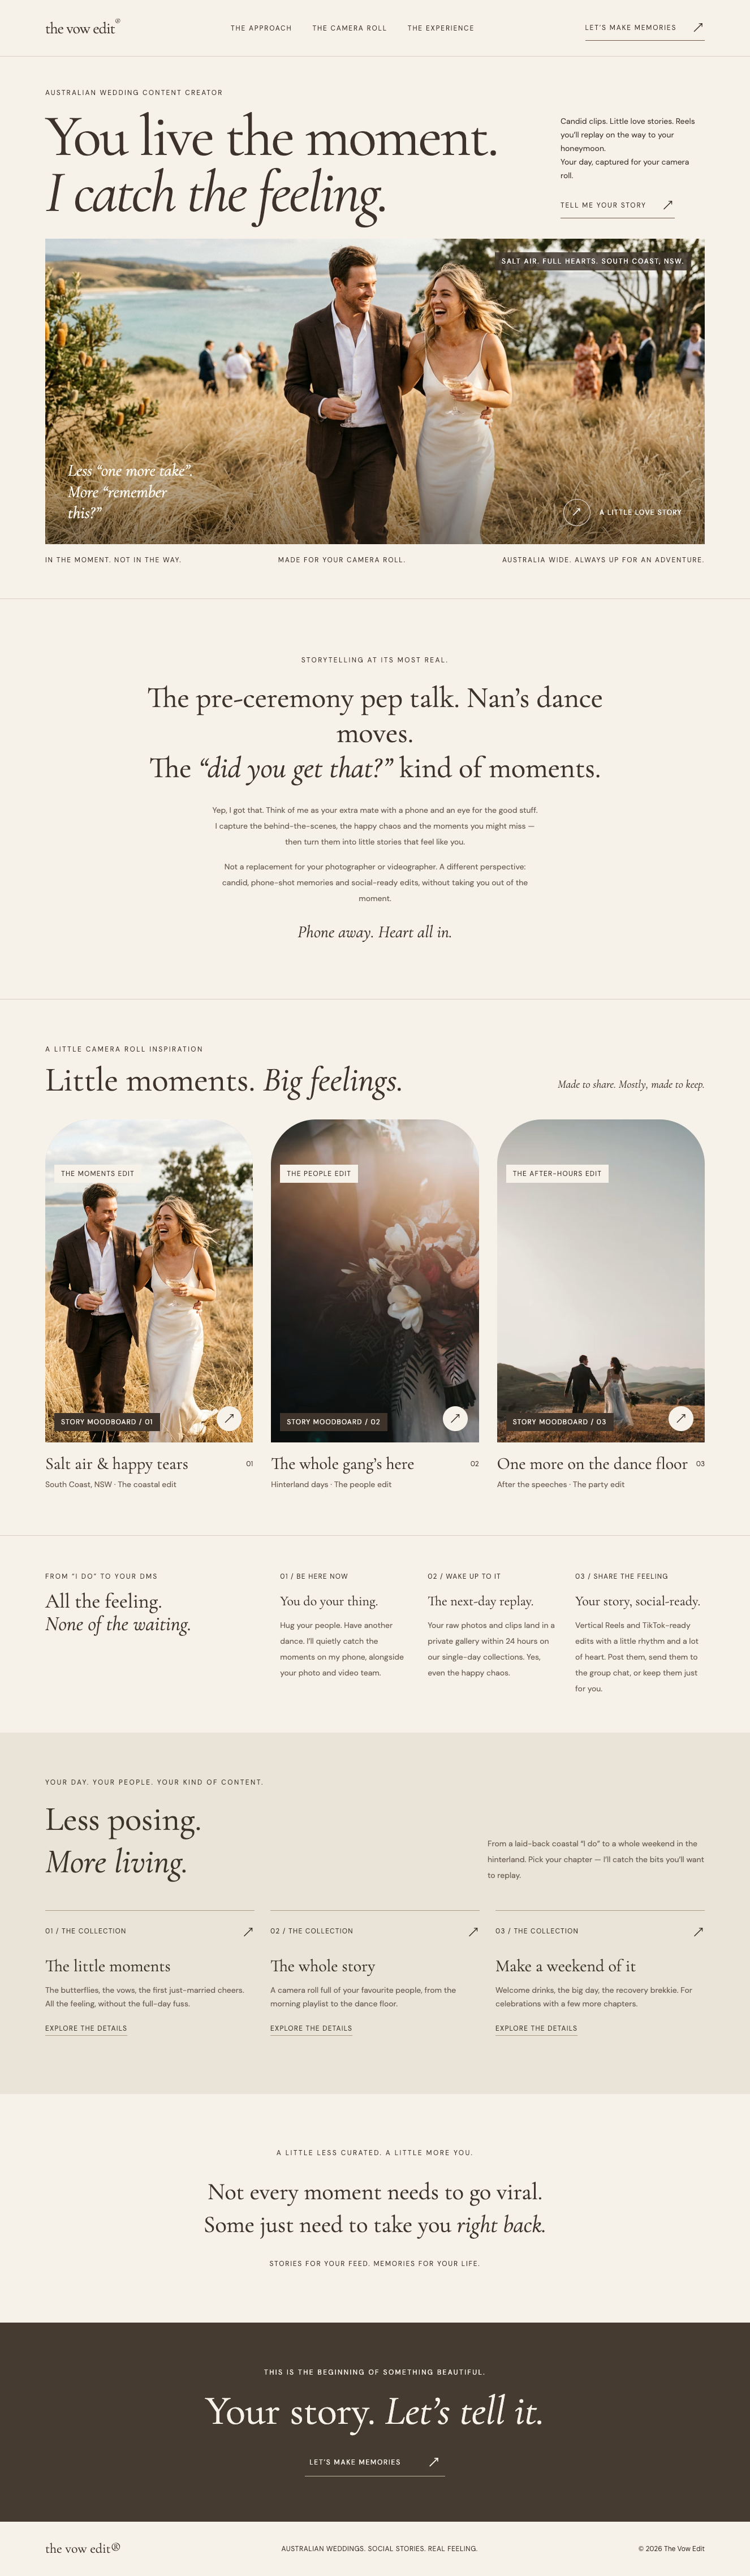 the vow edit®
THE APPROACH
THE CAMERA ROLL
THE EXPERIENCE
LET'S MAKE MEMORIES
AUSTRALIAN WEDDING CONTENT CREATOR
You live the moment.
I catch the feeling.
Candid clips. Little love stories. Reels
you'll replay on the way to your
honeymoon.
Your day, captured for your camera
roll.
TELL ME YOUR STORY
SALT AIR. FULL HEARTS. SOUTH COAST, NSW.
Less “one more take”.
More “remember
this?”
A LITTLE LOVE STORY
IN THE MOMENT. NOT IN THE WAY.
MADE FOR YOUR CAMERA ROLL.
AUSTRALIA WIDE. ALWAYS UP FOR AN ADVENTURE.
STORYTELLING AT ITS MOST REAL.
The pre-ceremony pep talk. Nan’s dance
moves.
The “did you get that?” kind of moments.
Yep, I got that. Think of me as your extra mate with a phone and an eye for the good stuff.
I capture the behind-the-scenes, the happy chaos and the moments you might miss —
then turn them into little stories that feel like you.
Not a replacement for your photographer or videographer. A different perspective:
candid, phone-shot memories and social-ready edits, without taking you out of the
moment.
Phone away. Heart all in.
A LITTLE CAMERA ROLL INSPIRATION
Little moments. Big feelings.
Made to share. Mostly, made to keep.
THE MOMENTS EDIT
STORY MOODBOARD / 01
Salt air & happy tears
01
South Coast, NSW · The coastal edit
THE PEOPLE EDIT
STORY MOODBOARD / 02
The whole gang’s here
02
Hinterland days · The people edit
THE AFTER-HOURS EDIT
STORY MOODBOARD / 03
One more on the dance floor
03
After the speeches · The party edit
FROM “I DO” TO YOUR DMS
All the feeling.
None of the waiting.
01 / BE HERE NOW
You do your thing.
Hug your people. Have another
dance. I’ll quietly catch the
moments on my phone, alongside
your photo and video team.
02 / WAKE UP TO IT
The next-day replay.
Your raw photos and clips land in a
private gallery within 24 hours on
our single-day collections. Yes,
even the happy chaos.
03 / SHARE THE FEELING
Your story, social-ready.
Vertical Reels and TikTok-ready
edits with a little rhythm and a lot
of heart. Post them, send them to
the group chat, or keep them just
for you.
YOUR DAY. YOUR PEOPLE. YOUR KIND OF CONTENT.
Less posing.
More living.
From a laid-back coastal “I do” to a whole weekend in the
hinterland. Pick your chapter — I’ll catch the bits you’ll want
to replay.
01 / THE COLLECTION
The little moments
The butterflies, the vows, the first just-married cheers.
All the feeling, without the full-day fuss.
EXPLORE THE DETAILS
02 / THE COLLECTION
The whole story
A camera roll full of your favourite people, from the
morning playlist to the dance floor.
EXPLORE THE DETAILS
03 / THE COLLECTION
Make a weekend of it
Welcome drinks, the big day, the recovery brekkie. For
celebrations with a few more chapters.
EXPLORE THE DETAILS
A LITTLE LESS CURATED. A LITTLE MORE YOU.
Not every moment needs to go viral.
Some just need to take you right back.
STORIES FOR YOUR FEED. MEMORIES FOR YOUR LIFE.
THIS IS THE BEGINNING OF SOMETHING BEAUTIFUL.
Your story. Let’s tell it.
LET'S MAKE MEMORIES
the vow edit®
AUSTRALIAN WEDDINGS. SOCIAL STORIES. REAL FEELING.
© 2026 The Vow Edit